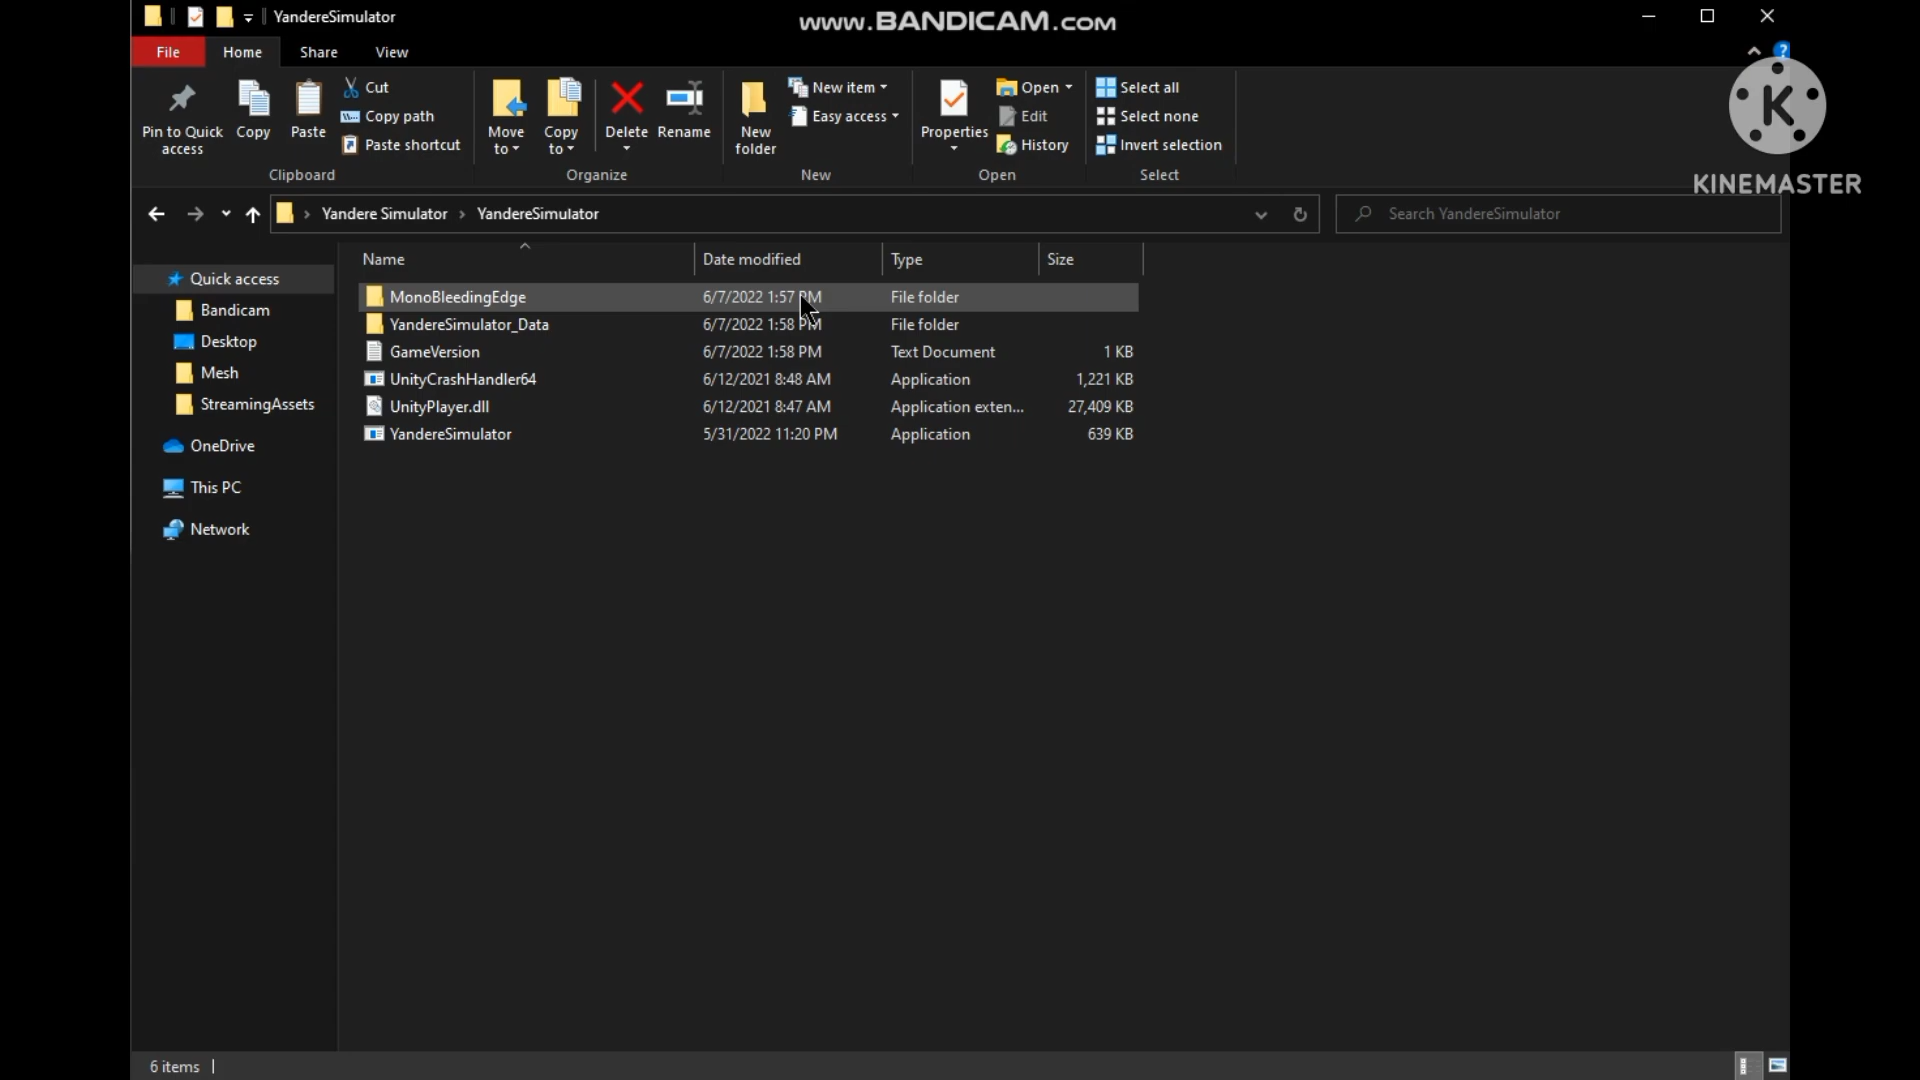 YandereSimulator
www.BANDICAM.com
File Home Share View
?
Pin to Quick access
Copy
Paste
Cut
Copy path
Paste shortcut
Clipboard
Move to
Copy to
Delete
Rename
Organize
New folder
New item
Easy access
New
Properties
Open
Edit
History
Open
Select all
Select none
Invert selection
Select
K
KINEMASTER
Yandere Simulator › YandereSimulator
Search YandereSimulator
Quick access
Bandicam
Desktop
Mesh
StreamingAssets
OneDrive
This PC
Network
Name Date modified Type Size
MonoBleedingEdge 6/7/2022 1:57 PM File folder
YandereSimulator_Data 6/7/2022 1:58 PM File folder
GameVersion 6/7/2022 1:58 PM Text Document 1 KB
UnityCrashHandler64 6/12/2021 8:48 AM Application 1,221 KB
UnityPlayer.dll 6/12/2021 8:47 AM Application exten... 27,409 KB
YandereSimulator 5/31/2022 11:20 PM Application 639 KB
6 items